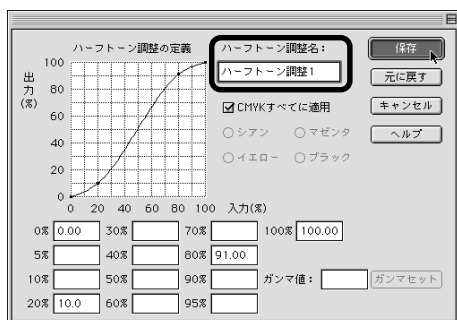 ハーフトーン調整の定義
ハーフトーン調整名：
ハーフトーン調整1
保存
元に戻す
キャンセル
ヘルプ
出力(%)
100
80
60
40
20
0
0 20 40 60 80 100 入力(%)
CMYKすべてに適用
シアン マゼンタ
イエロー ブラック
0% 0.00 30% 70% 100% 100.00
5% 40% 80% 91.00
10% 50% 90% ガンマ値： ガンマセット
20% 10.0 60% 95%